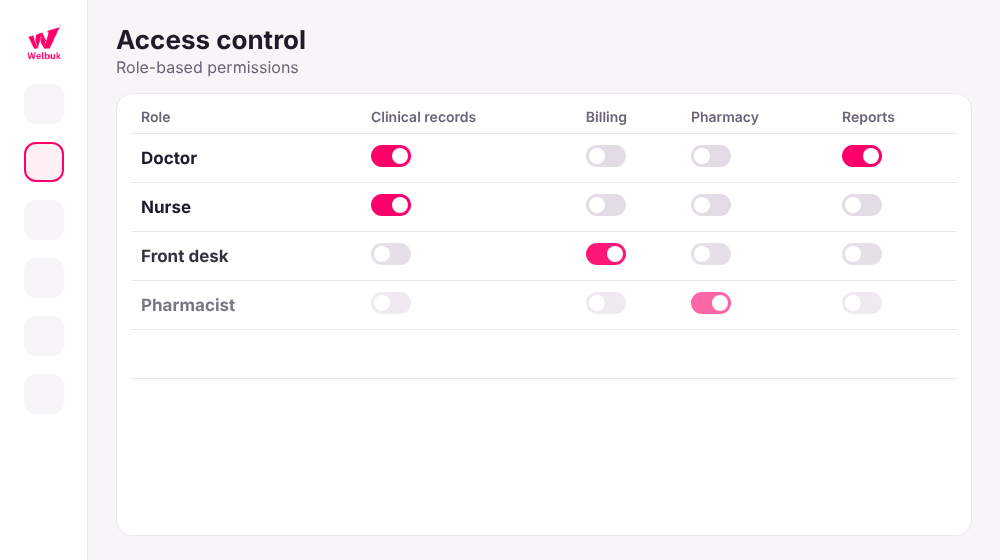 Welbuk
Access control
Role-based permissions
Role Clinical records Billing Pharmacy Reports
Doctor
Nurse
Front desk
Pharmacist